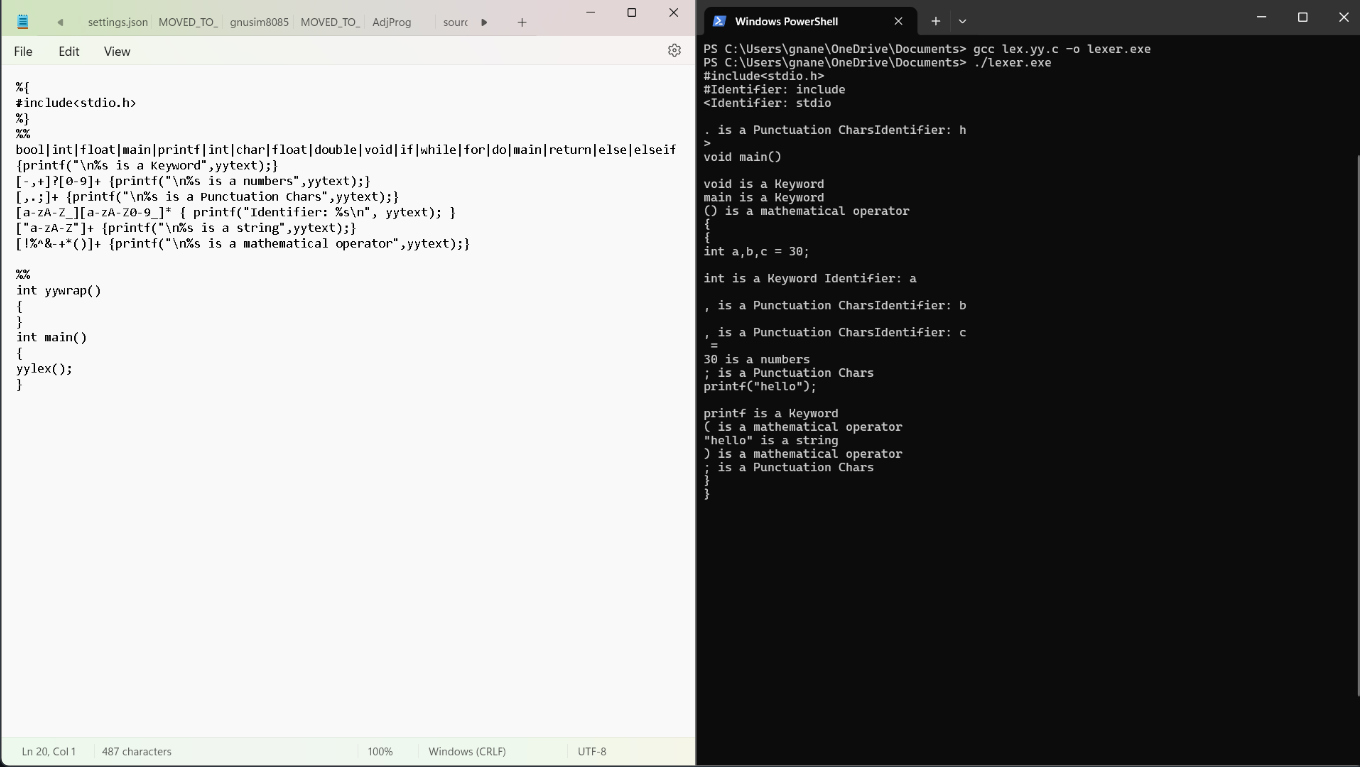 settings.json MOVED_TO_ gnusim8085 MOVED_TO_ AdjProg sourc
File Edit View
%{
#include<stdio.h>
%}
%%
bool|int|float|main|printf|int|char|float|double|void|if|while|for|do|main|return|else|elseif
{printf("\n%s is a Keyword",yytext);}
[-,+]?[0-9]+ {printf("\n%s is a numbers",yytext);}
[,.;]+ {printf("\n%s is a Punctuation Chars",yytext);}
[a-zA-Z_][a-zA-Z0-9_]* { printf("Identifier: %s\n", yytext); }
["a-zA-Z"]+ {printf("\n%s is a string",yytext);}
[!%^&-+*()]+ {printf("\n%s is a mathematical operator",yytext);}
%%
int yywrap()
{
}
int main()
{
yylex();
}
Ln 20, Col 1 487 characters 100% Windows (CRLF) UTF-8
Windows PowerShell
PS C:\Users\gnane\OneDrive\Documents> gcc lex.yy.c -o lexer.exe
PS C:\Users\gnane\OneDrive\Documents> ./lexer.exe
#include<stdio.h>
#Identifier: include
<Identifier: stdio
. is a Punctuation CharsIdentifier: h
>
void main()
void is a Keyword
main is a Keyword
() is a mathematical operator
{
{
int a,b,c = 30;
int is a Keyword Identifier: a
, is a Punctuation CharsIdentifier: b
, is a Punctuation CharsIdentifier: c
=
30 is a numbers
; is a Punctuation Chars
printf("hello");
printf is a Keyword
( is a mathematical operator
"hello" is a string
) is a mathematical operator
; is a Punctuation Chars
}
}